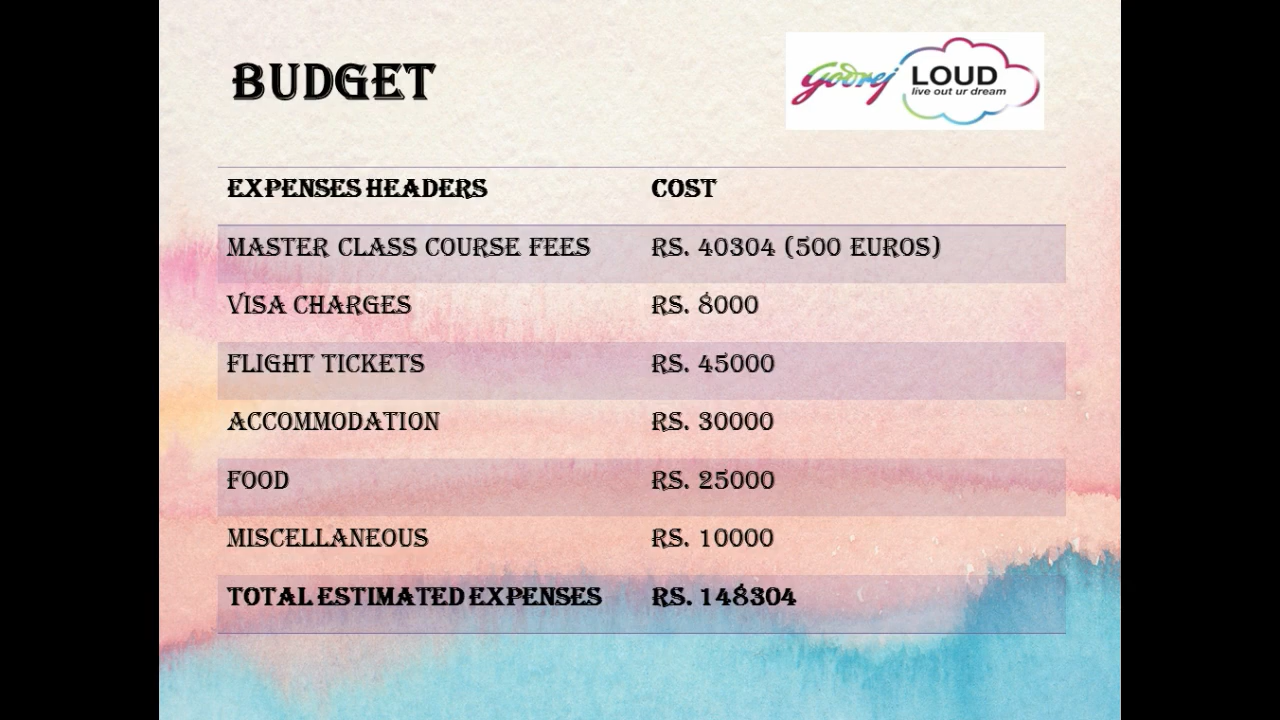 BUDGET
Godrej LOUD
live out ur dream
EXPENSES HEADERS COST
MASTER CLASS COURSE FEES RS. 40304 (500 EUROS)
VISA CHARGES RS. 8000
FLIGHT TICKETS RS. 45000
ACCOMMODATION RS. 30000
FOOD RS. 25000
MISCELLANEOUS RS. 10000
TOTAL ESTIMATED EXPENSES RS. 148304